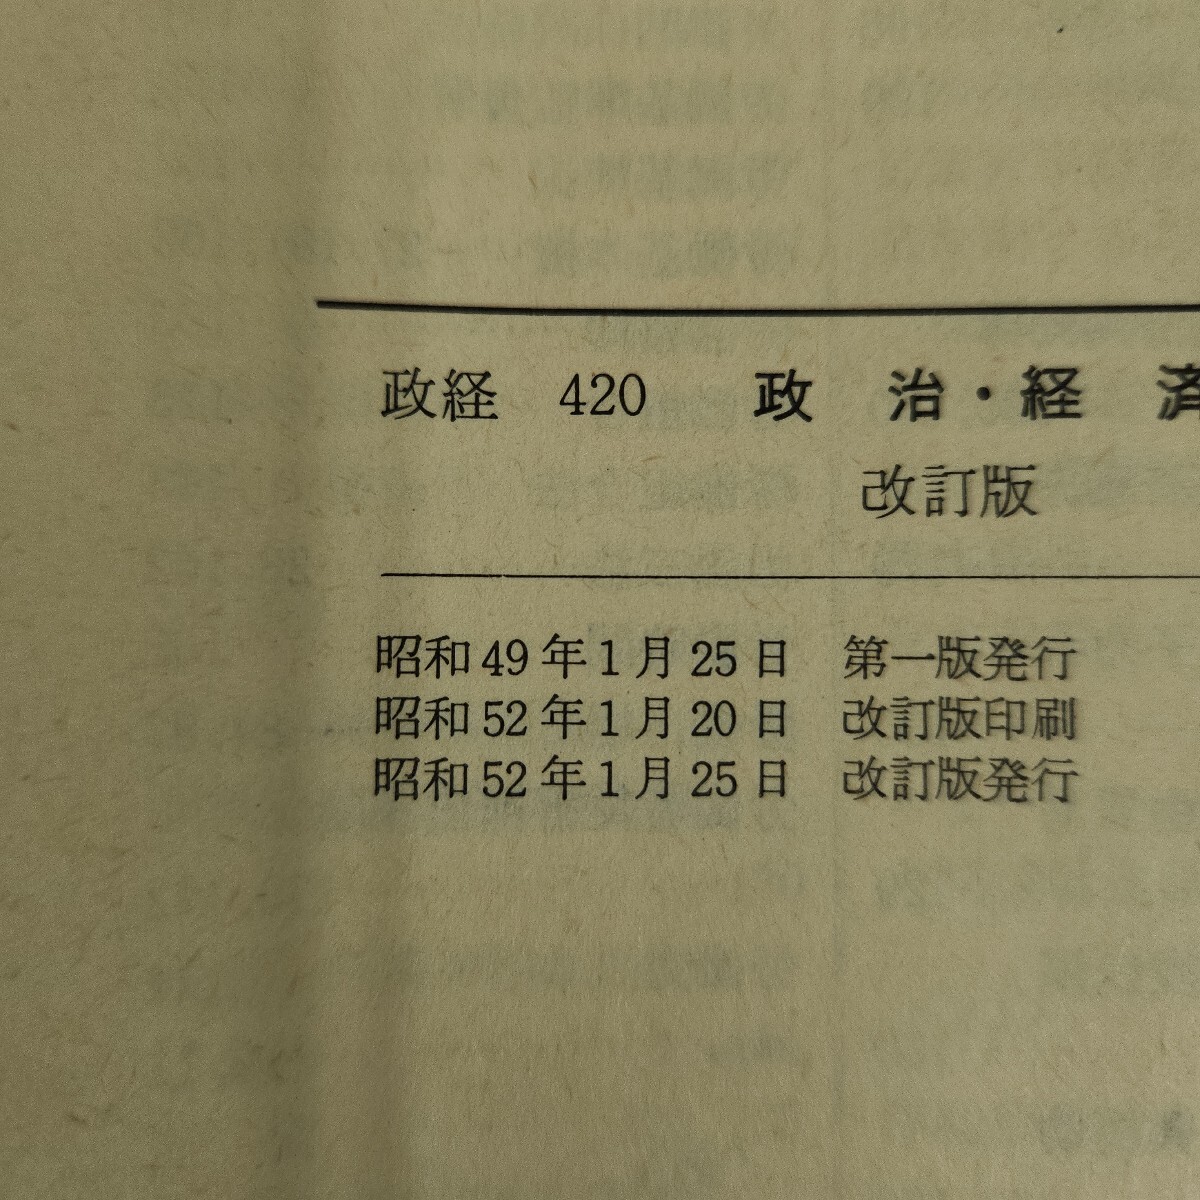 政経 420 政 治・経 済
改訂版
昭和49年1月25日 第一版発行
昭和52年1月20日 改訂版印刷
昭和52年1月25日 改訂版発行